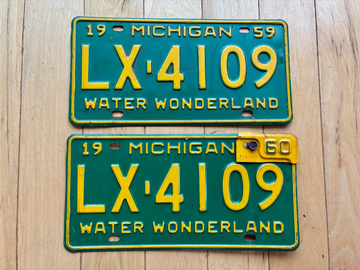 19 MICHIGAN 59
LX-4109
WATER WONDERLAND
19 MICHIGAN 60
LX-4109
WATER WONDERLAND